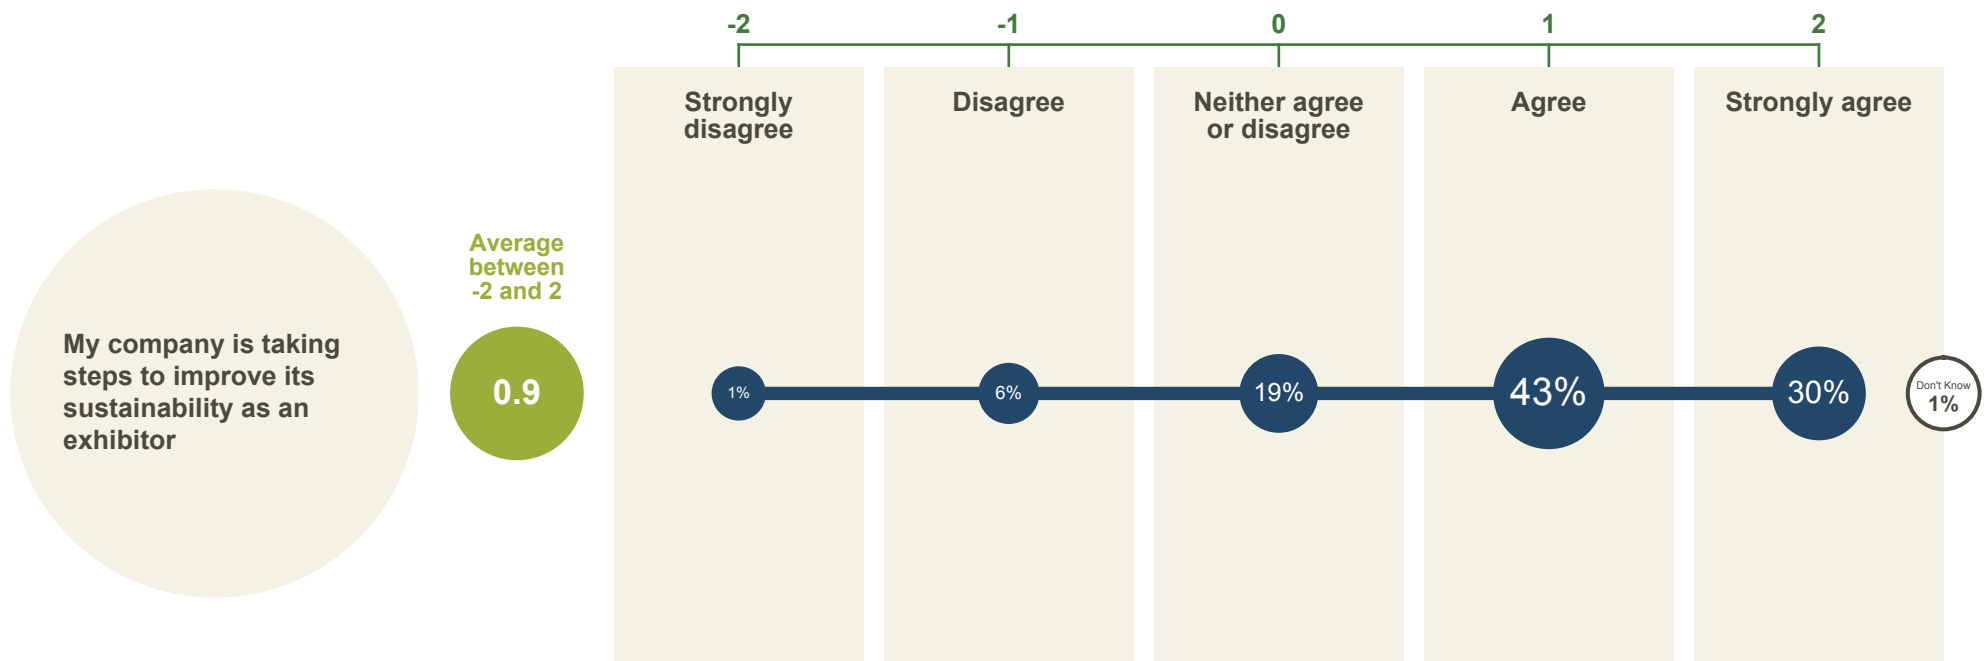 -2 -1 0 1 2
Strongly
disagree
Disagree
Neither agree
or disagree
Agree
Strongly agree
My company is taking
steps to improve its
sustainability as an
exhibitor
Average
between
-2 and 2
0.9
1%
6%
19%
43%
30%
Don't Know
1%